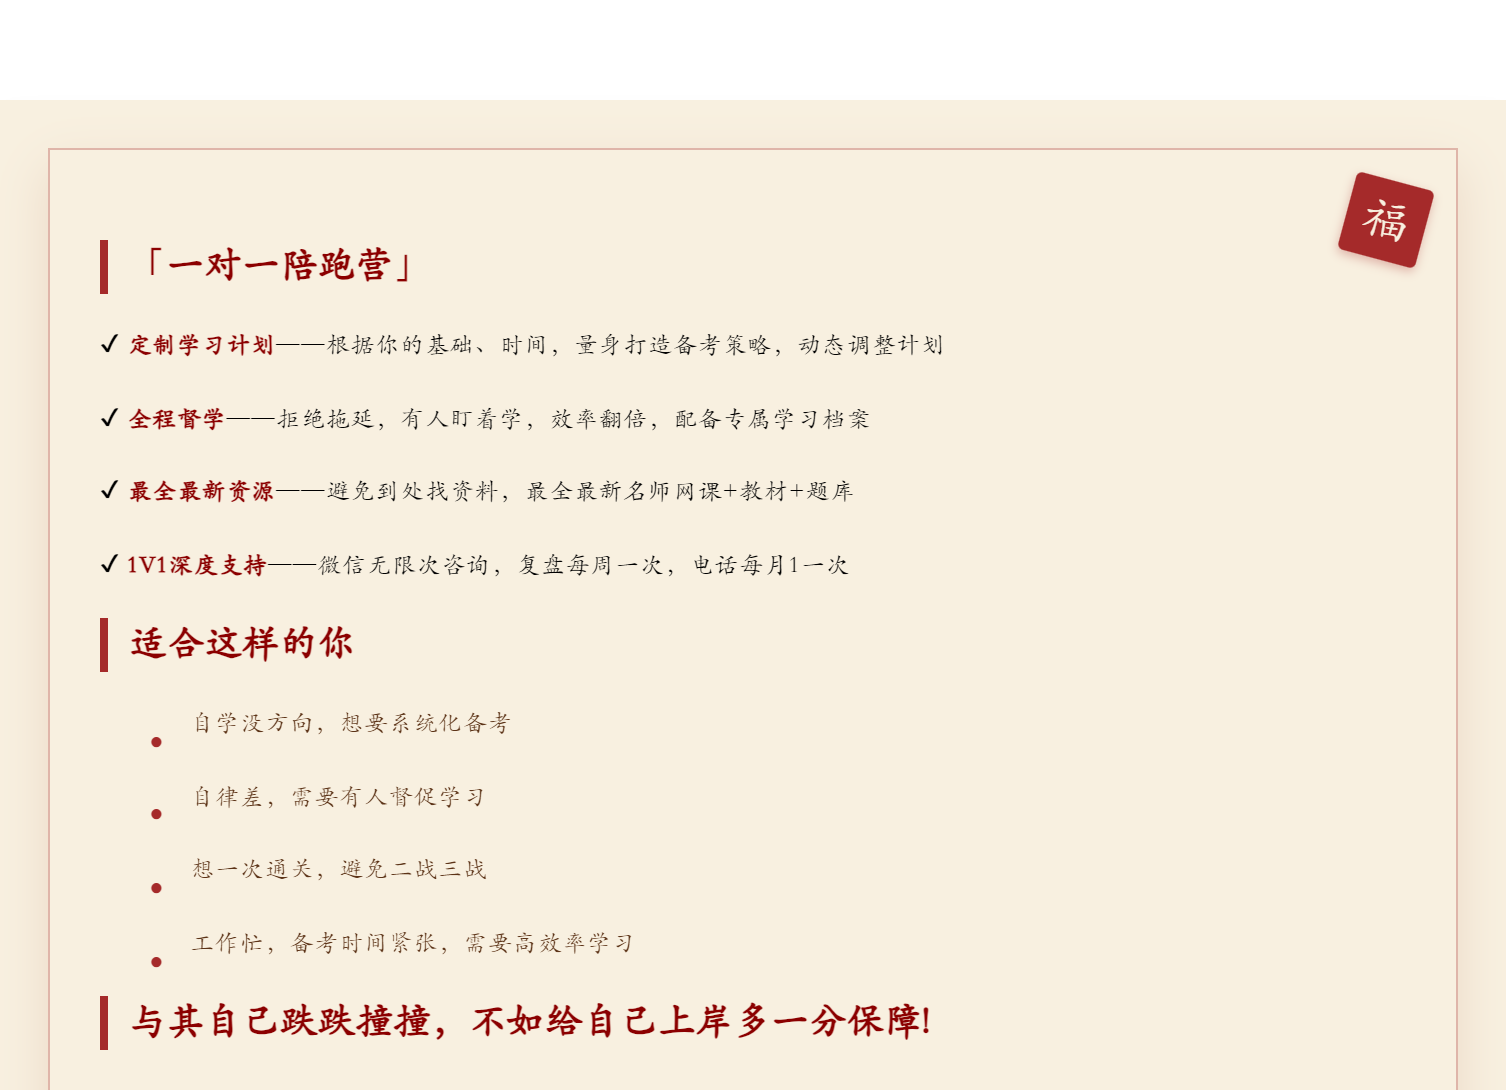 福
「一对一陪跑营」
✓ 定制学习计划——根据你的基础、时间，量身打造备考策略，动态调整计划
✓ 全程督学——拒绝拖延，有人盯着学，效率翻倍，配备专属学习档案
✓ 最全最新资源——避免到处找资料，最全最新名师网课+教材+题库
✓ 1V1深度支持——微信无限次咨询，复盘每周一次，电话每月1一次
适合这样的你
• 自学没方向，想要系统化备考
• 自律差，需要有人督促学习
• 想一次通关，避免二战三战
• 工作忙，备考时间紧张，需要高效率学习
与其自己跌跌撞撞，不如给自己上岸多一分保障!